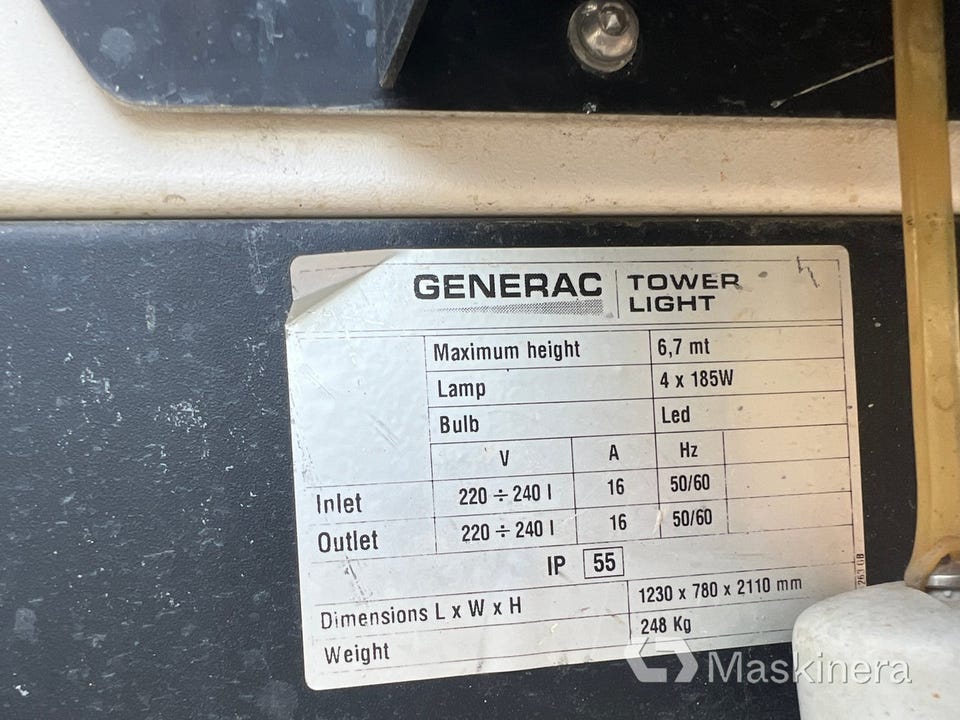 GENERAC TOWER LIGHT
Maximum height 6,7 mt
Lamp 4 x 185W
Bulb Led
V A Hz
Inlet 220 ÷ 240 I 16 50/60
Outlet 220 ÷ 240 I 16 50/60
IP 55
Dimensions L x W x H 1230 x 780 x 2110 mm
Weight 248 Kg
Maskinera